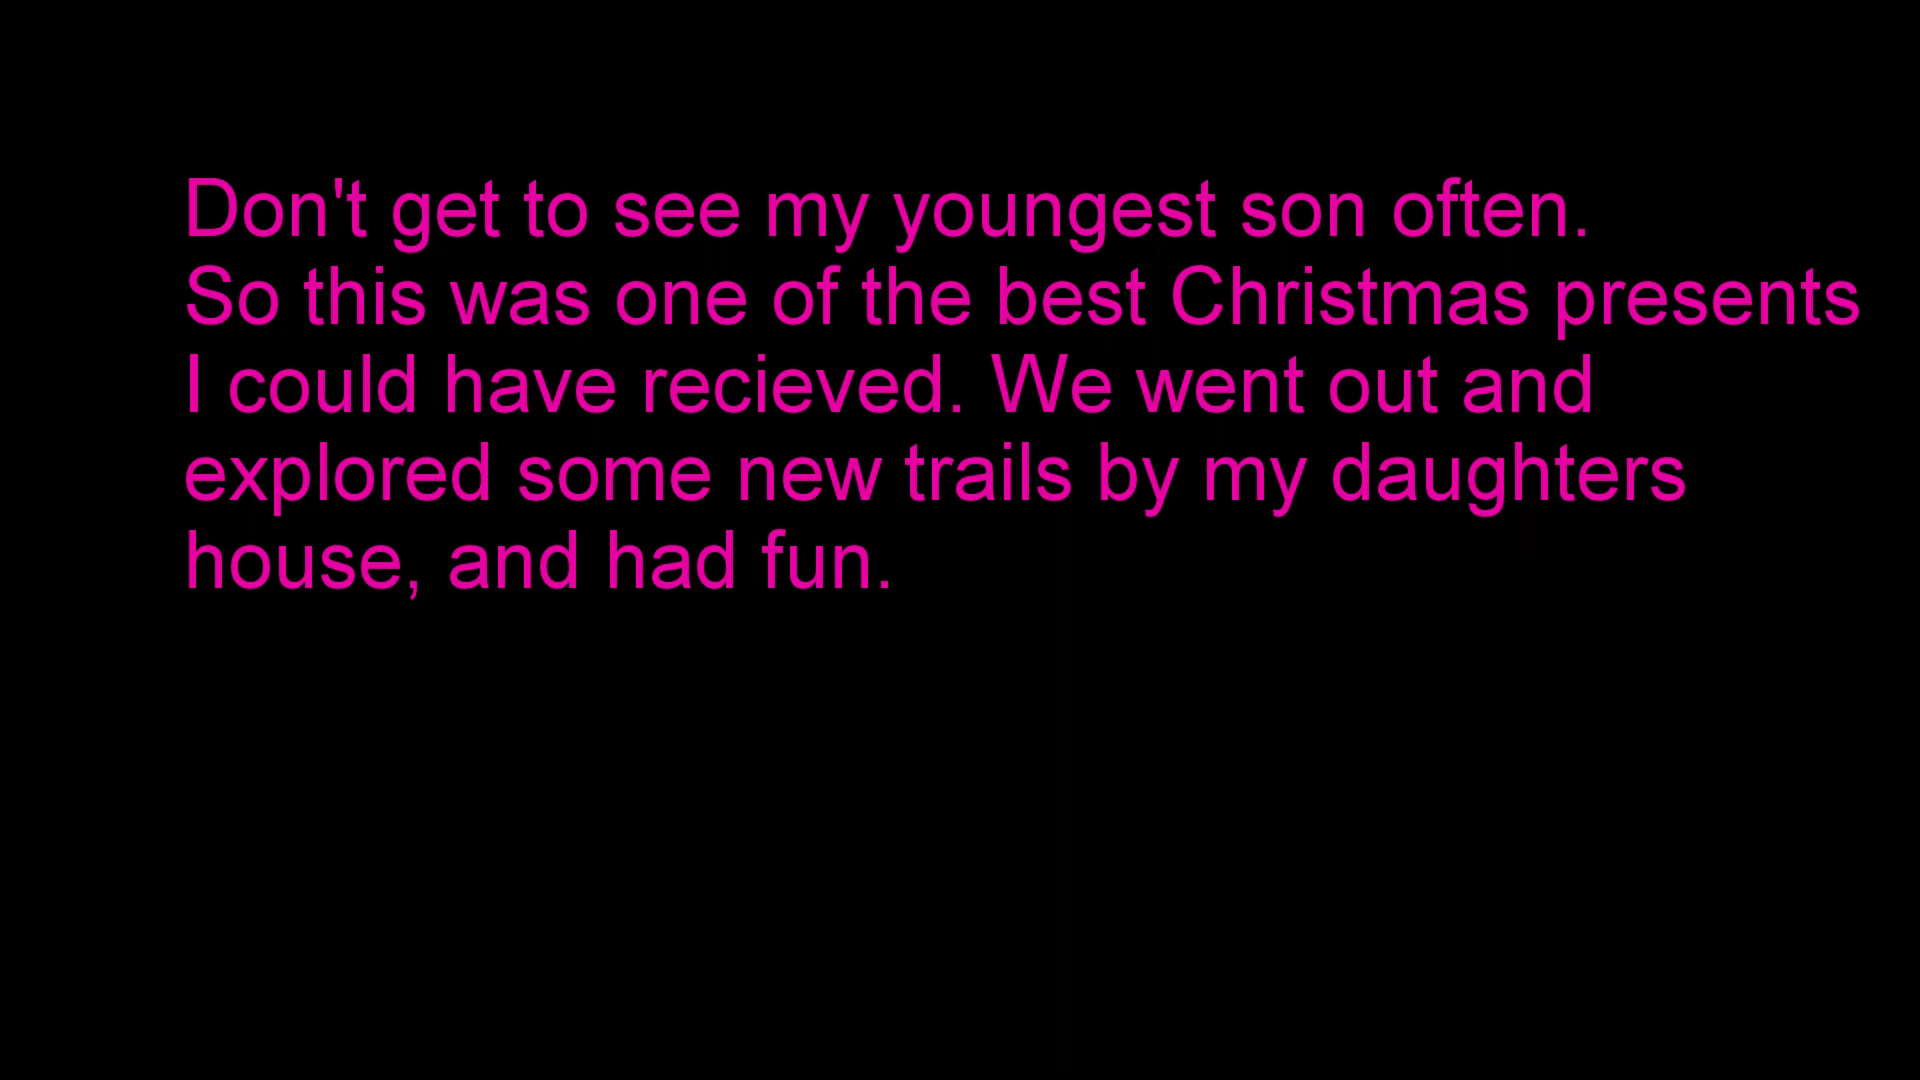 Don't get to see my youngest son often.
So this was one of the best Christmas presents
I could have recieved. We went out and
explored some new trails by my daughters
house, and had fun.